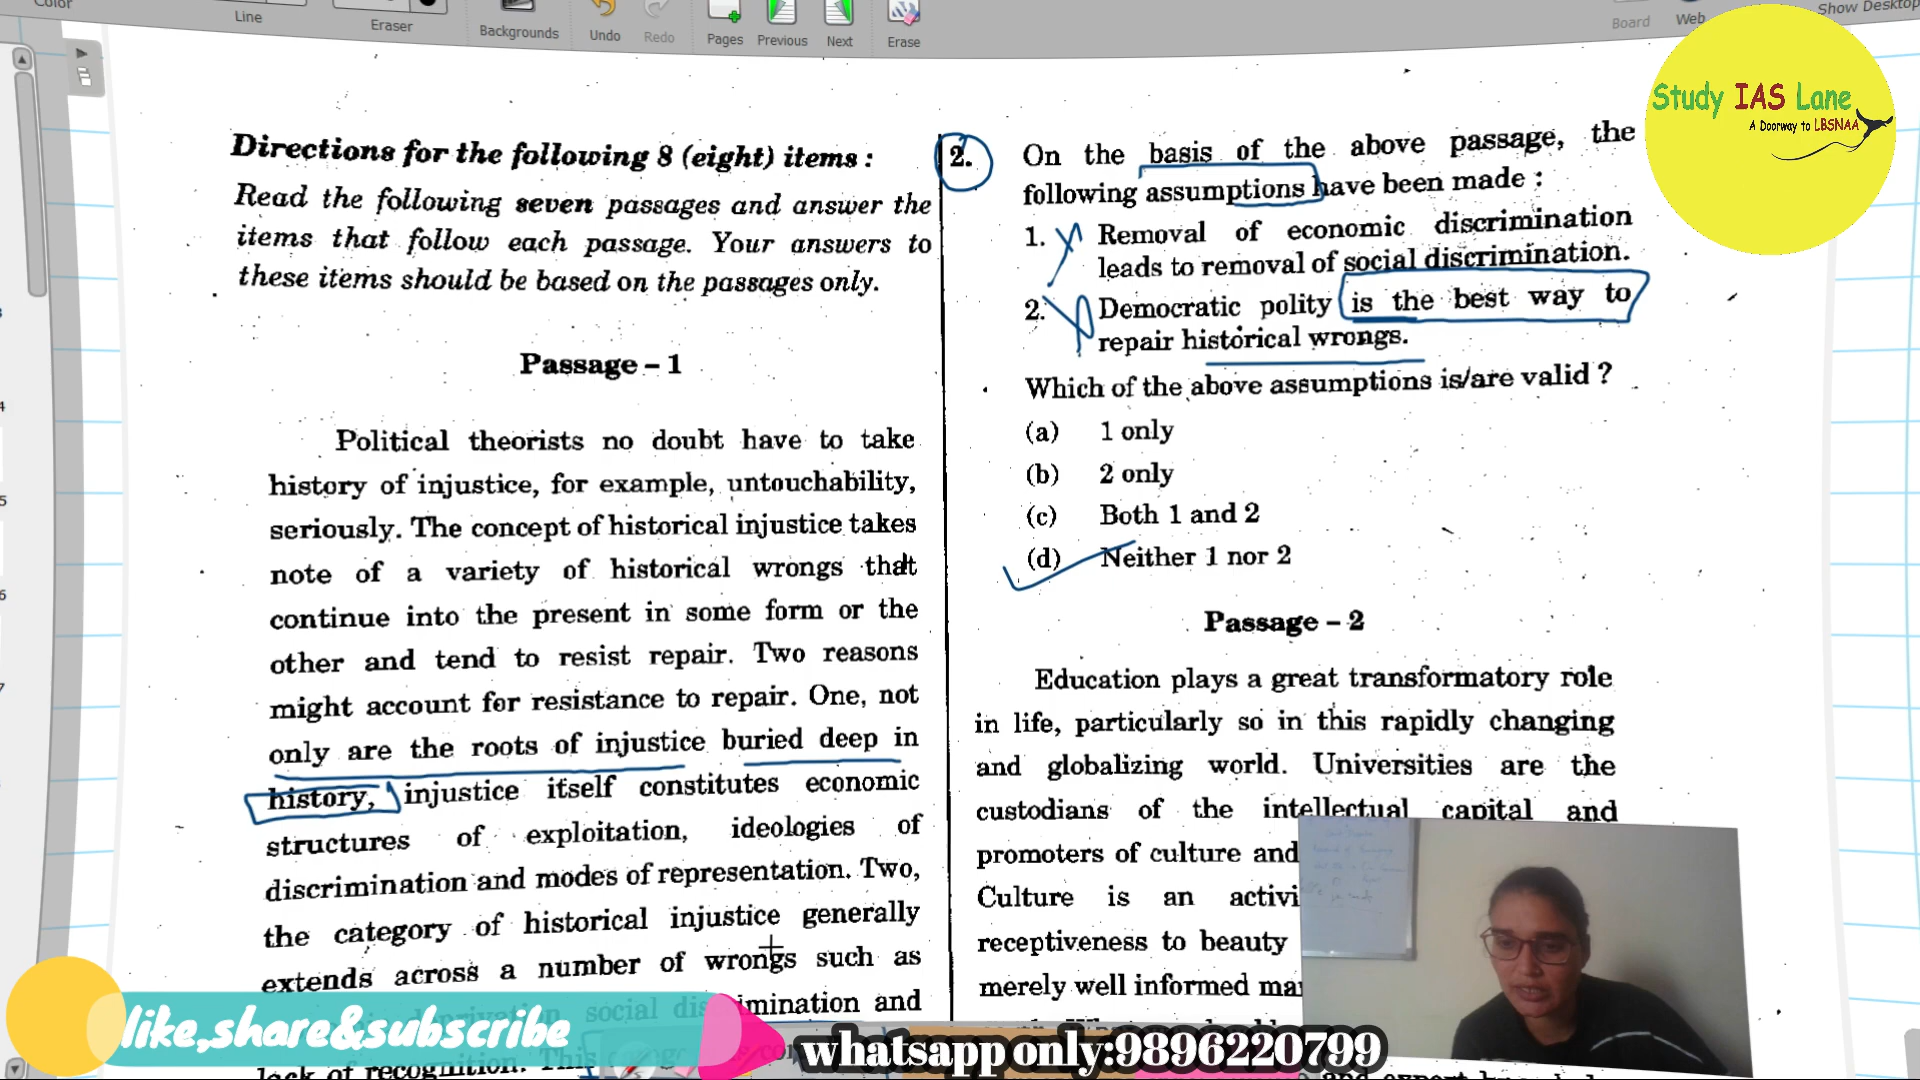 Color
Line
Eraser
Backgrounds
Undo
Redo
Pages
Previous
Next
Erase
Board
Web
Show Desktop
Study IAS Lane
A Doorway to LBSNAA
Directions for the following 8 (eight) items :
Read the following seven passages and answer the
items that follow each passage. Your answers to
these items should be based on the passages only.
Passage – 1
Political theorists no doubt have to take
history of injustice, for example, untouchability,
seriously. The concept of historical injustice takes
note of a variety of historical wrongs that
continue into the present in some form or the
other and tend to resist repair. Two reasons
might account for resistance to repair. One, not
only are the roots of injustice buried deep in
history, injustice itself constitutes economic
structures of exploitation, ideologies of
discrimination and modes of representation. Two,
the category of historical injustice generally
extends across a number of wrongs such as
social discrimination and
lack of recognition. This
2. On the basis of the above passage, the
following assumptions have been made :
1. Removal of economic discrimination
leads to removal of social discrimination.
2. Democratic polity is the best way to
repair historical wrongs.
Which of the above assumptions is/are valid ?
(a) 1 only
(b) 2 only
(c) Both 1 and 2
(d) Neither 1 nor 2
Passage – 2
Education plays a great transformatory role
in life, particularly so in this rapidly changing
and globalizing world. Universities are the
custodians of the intellectual capital and
promoters of culture and
Culture is an activi
receptiveness to beauty
merely well informed ma
like,share&subscribe
whatsapp only:9896220799